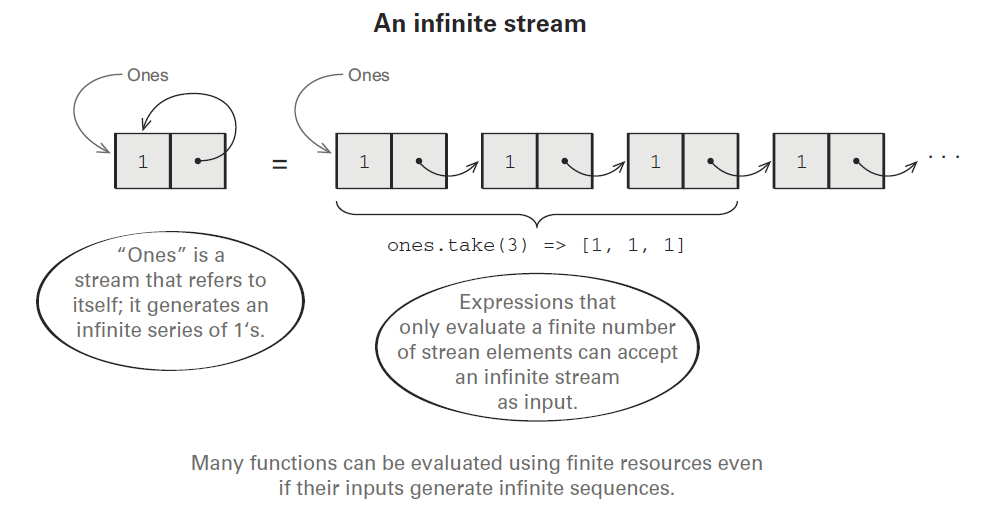 An infinite stream
Ones
Ones
1
=
1
1
1
1
...
ones.take(3) => [1, 1, 1]
“Ones” is a
stream that refers to
itself; it generates an
infinite series of 1‘s.
Expressions that
only evaluate a finite number
of strean elements can accept
an infinite stream
as input.
Many functions can be evaluated using finite resources even
if their inputs generate infinite sequences.